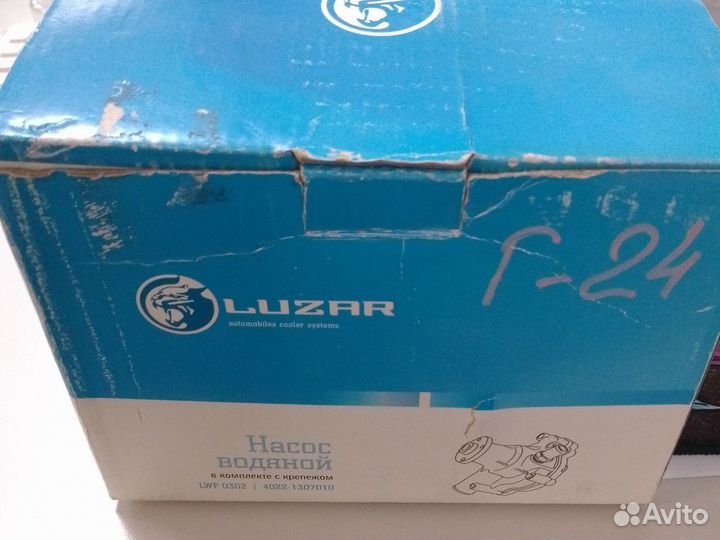 LUZAR
automobiles cooler systems
Г-24
Насос
водяной
в комплекте с крепежом
LWP 0302 | 4022-1307010
Avito